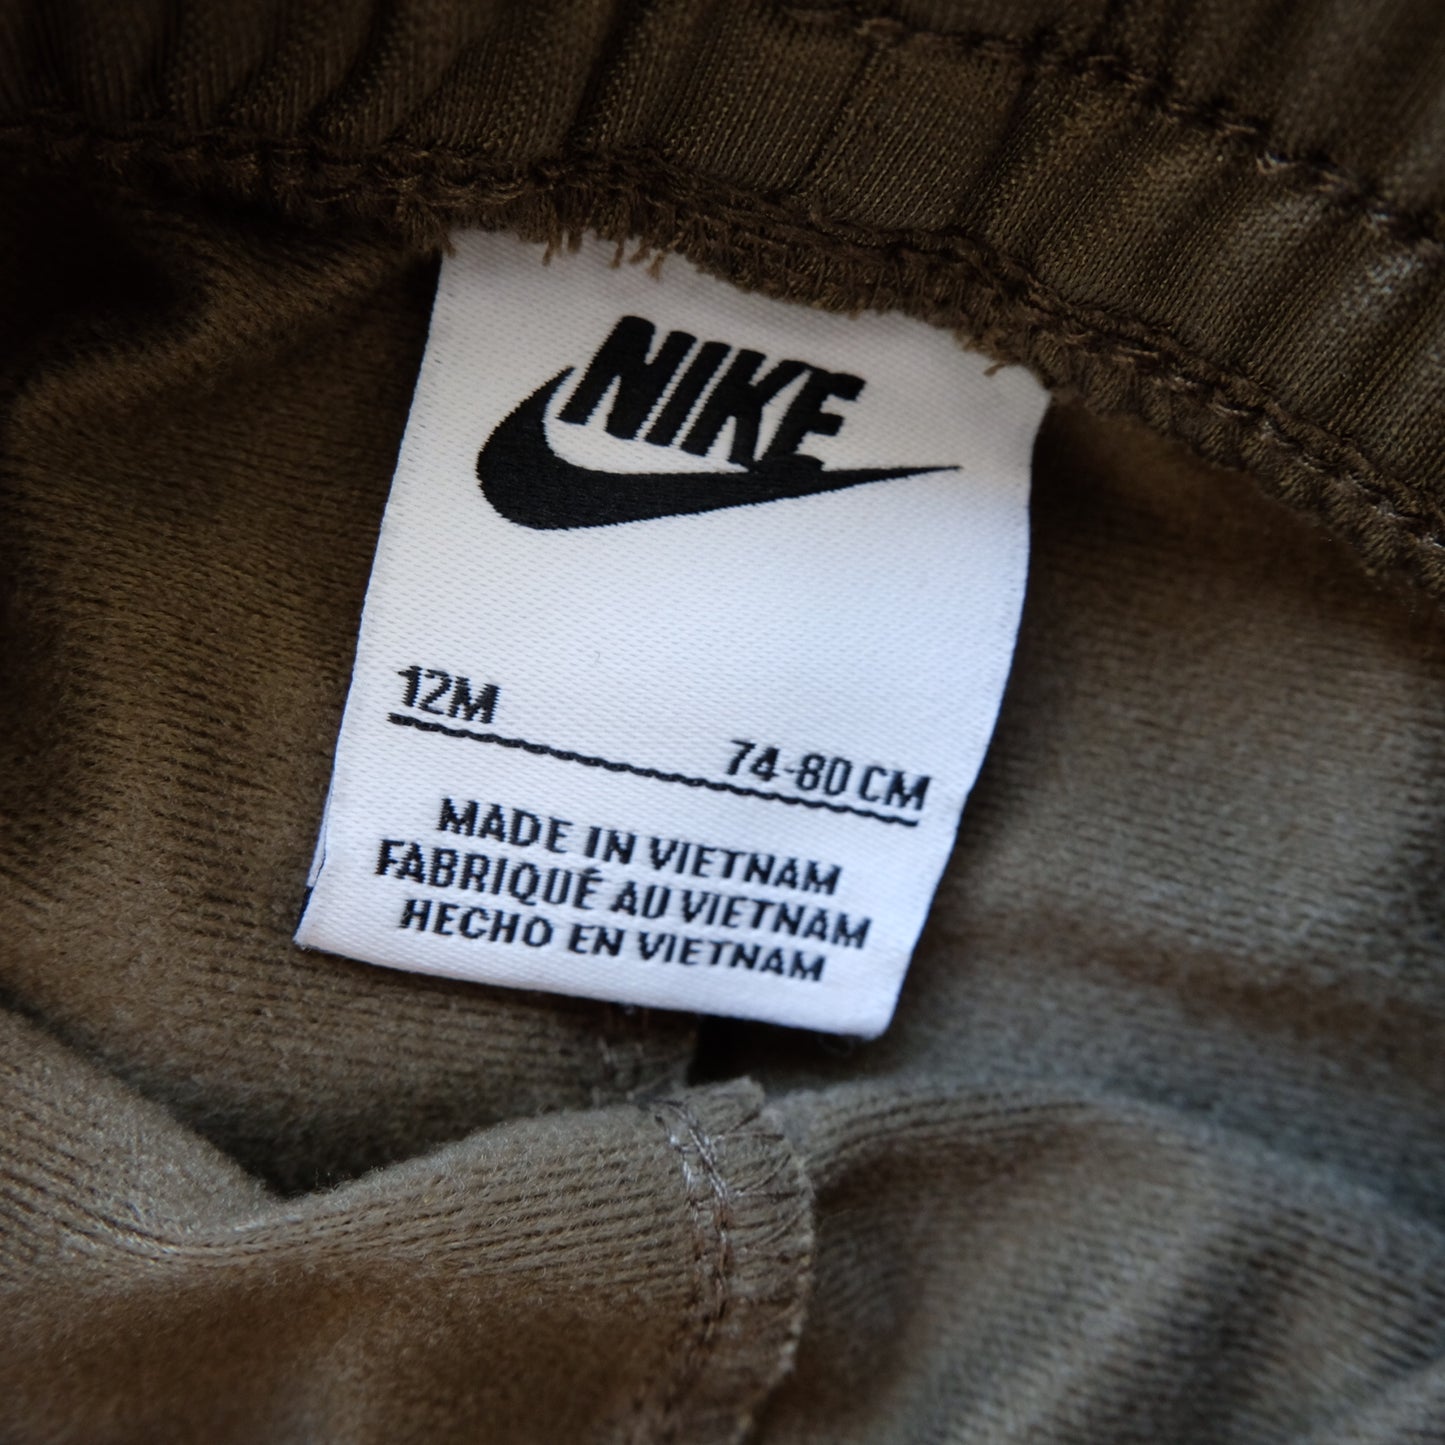 NIKE
12M
74-80 CM
MADE IN VIETNAM
FABRIQUÉ AU VIETNAM
HECHO EN VIETNAM